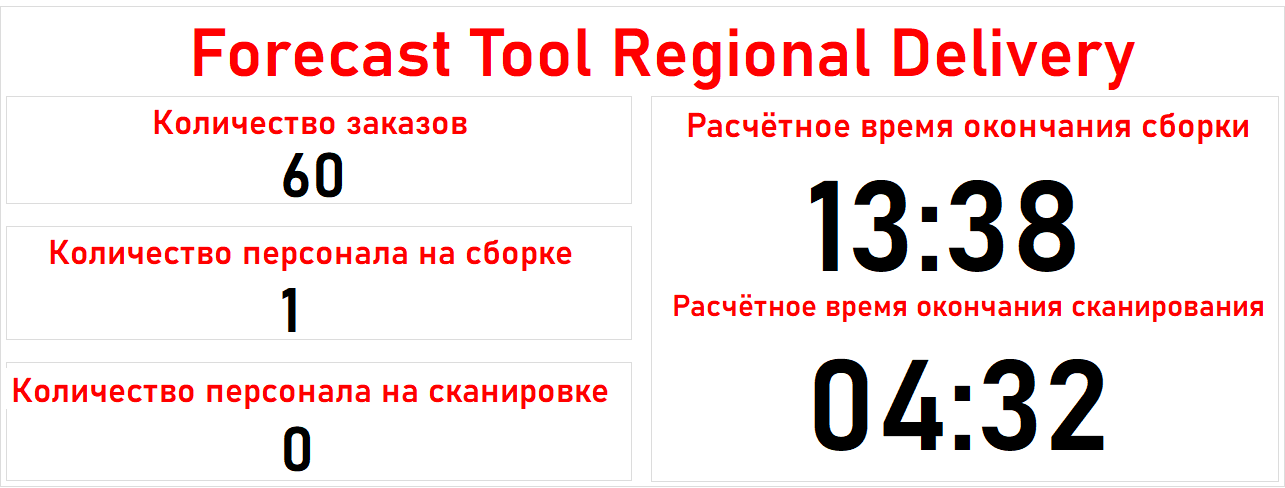 Forecast Tool Regional Delivery
Количество заказов
60
Количество персонала на сборке
1
Количество персонала на сканировке
0
Расчётное время окончания сборки
13:38
Расчётное время окончания сканирования
04:32